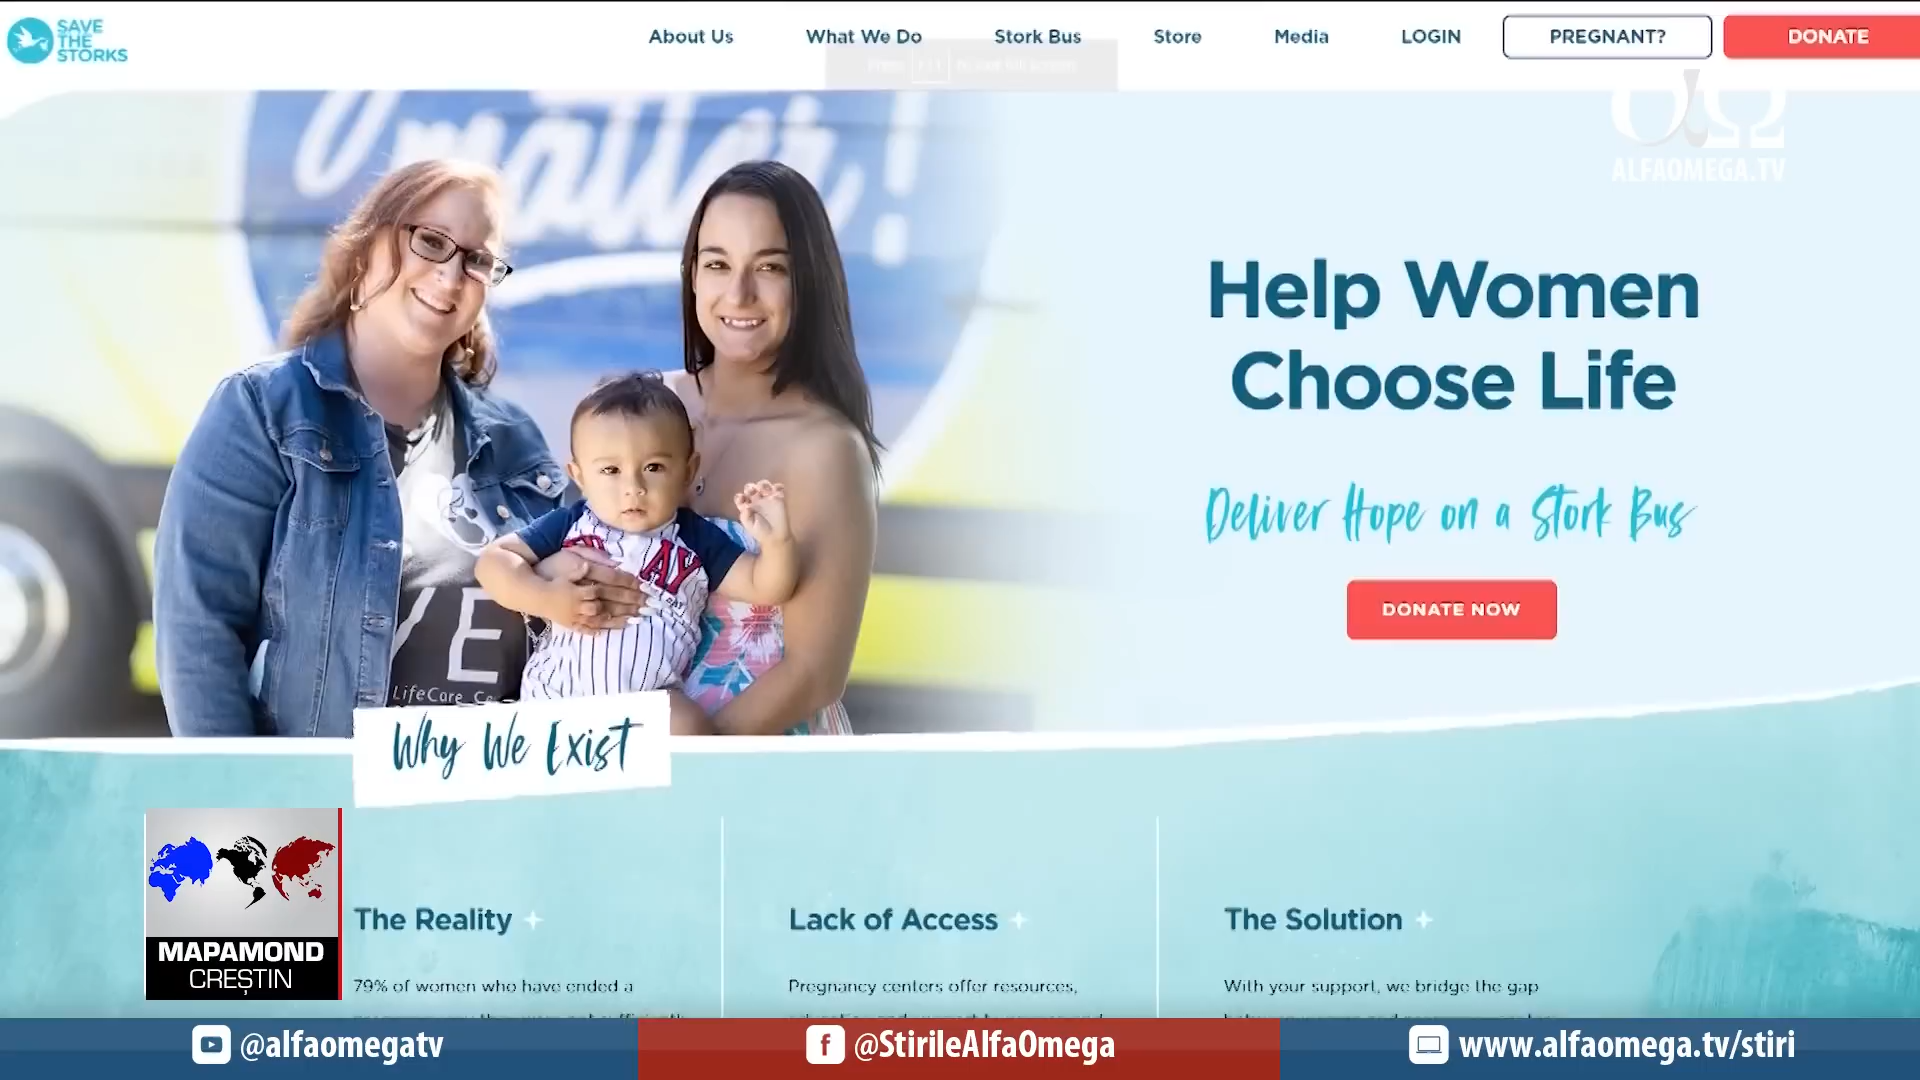 SAVE
THE
STORKS
About Us
What We Do
Stork Bus
Store
Media
LOGIN
PREGNANT?
DONATE
αΩ
ALFAOMEGA.TV
matter!
Help Women
Choose Life
Deliver Hope on a Stork Bus
DONATE NOW
LifeCare
Why We Exist
The Reality
79% of women who have ended a
Lack of Access
Pregnancy centers offer resources,
The Solution
With your support, we bridge the gap
MAPAMOND
CREȘTIN
@alfaomegatv
@StirileAlfaOmega
www.alfaomega.tv/stiri